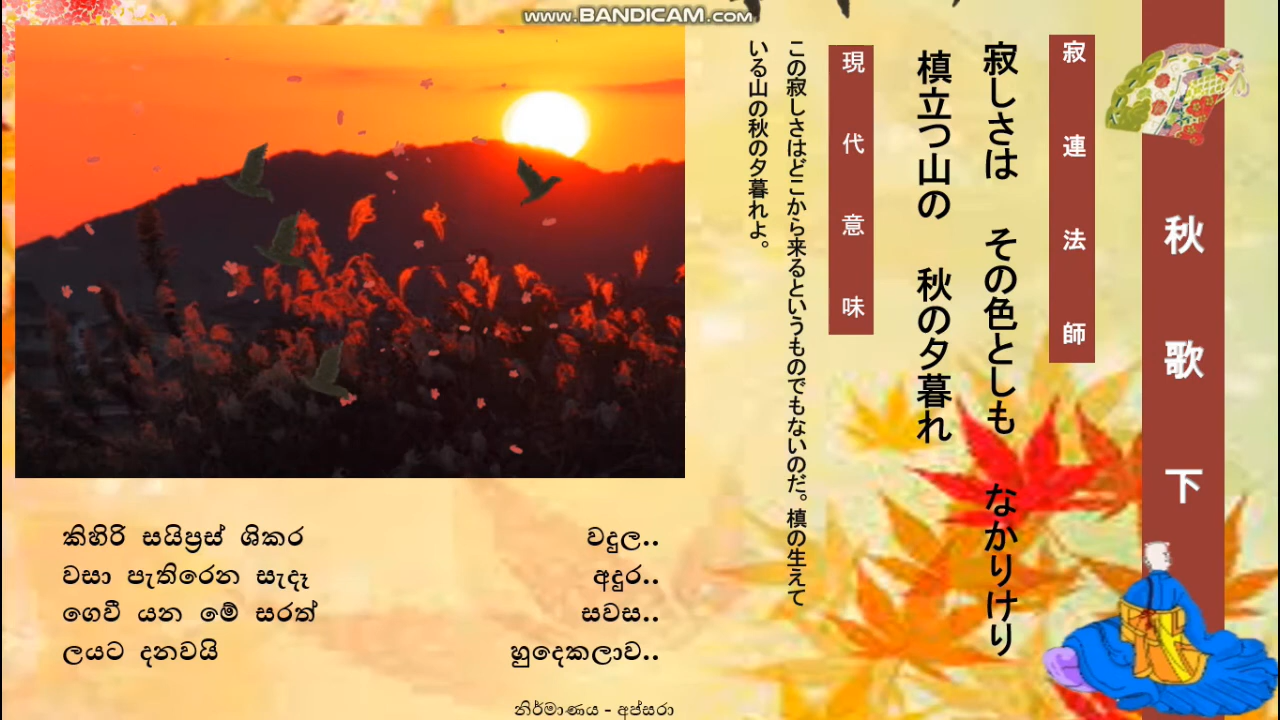 www.BANDICAM.com
秋歌下
寂連法師
寂しさは その色としも なかりけり
槙立つ山の 秋の夕暮れ
現代意味
この寂しさはどこから来るというものでもないのだ。槙の生えて
いる山の秋の夕暮れよ。
කිහිරි සයිප්‍රස් ශිකර වදුල..
වසා පැතිරෙන සැඳෑ අඳුර..
ගෙවී යන මේ සරත් සවස..
ලයට දනවයි හුදෙකලාව..
නිර්මාණය - අප්සරා